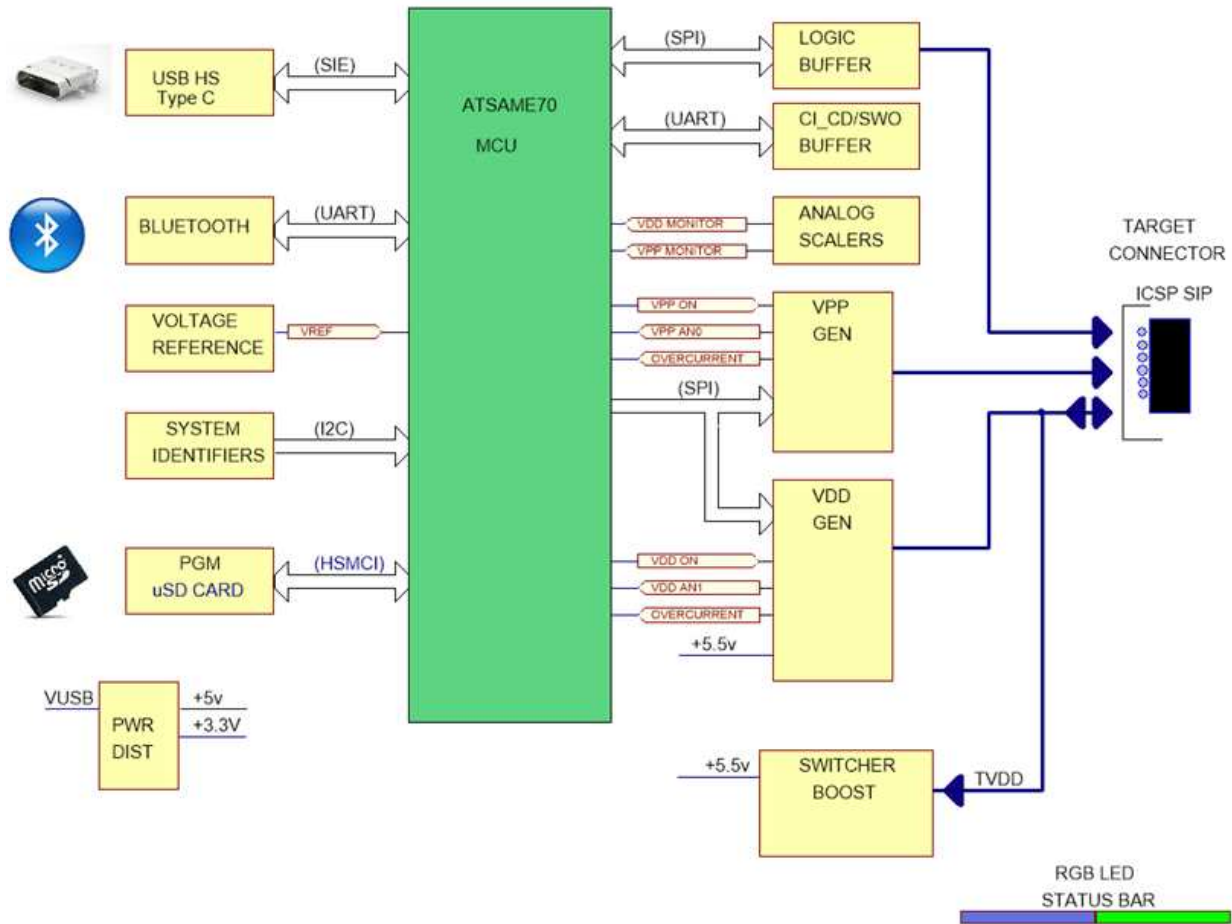 USB HS
Type C
(SIE)
BLUETOOTH
(UART)
VOLTAGE
REFERENCE
VREF
SYSTEM
IDENTIFIERS
(I2C)
micro
SD
PGM
uSD CARD
(HSMCI)
VUSB
PWR
DIST
+5v
+3.3V
ATSAME70
MCU
(SPI)
LOGIC
BUFFER
(UART)
CI_CD/SWO
BUFFER
VDD MONITOR
VPP MONITOR
ANALOG
SCALERS
VPP ON
VPP AN0
OVERCURRENT
(SPI)
VPP
GEN
VDD
GEN
VDD ON
VDD AN1
OVERCURRENT
+5.5v
+5.5v
SWITCHER
BOOST
TVDD
TARGET
CONNECTOR
ICSP SIP
RGB LED
STATUS BAR